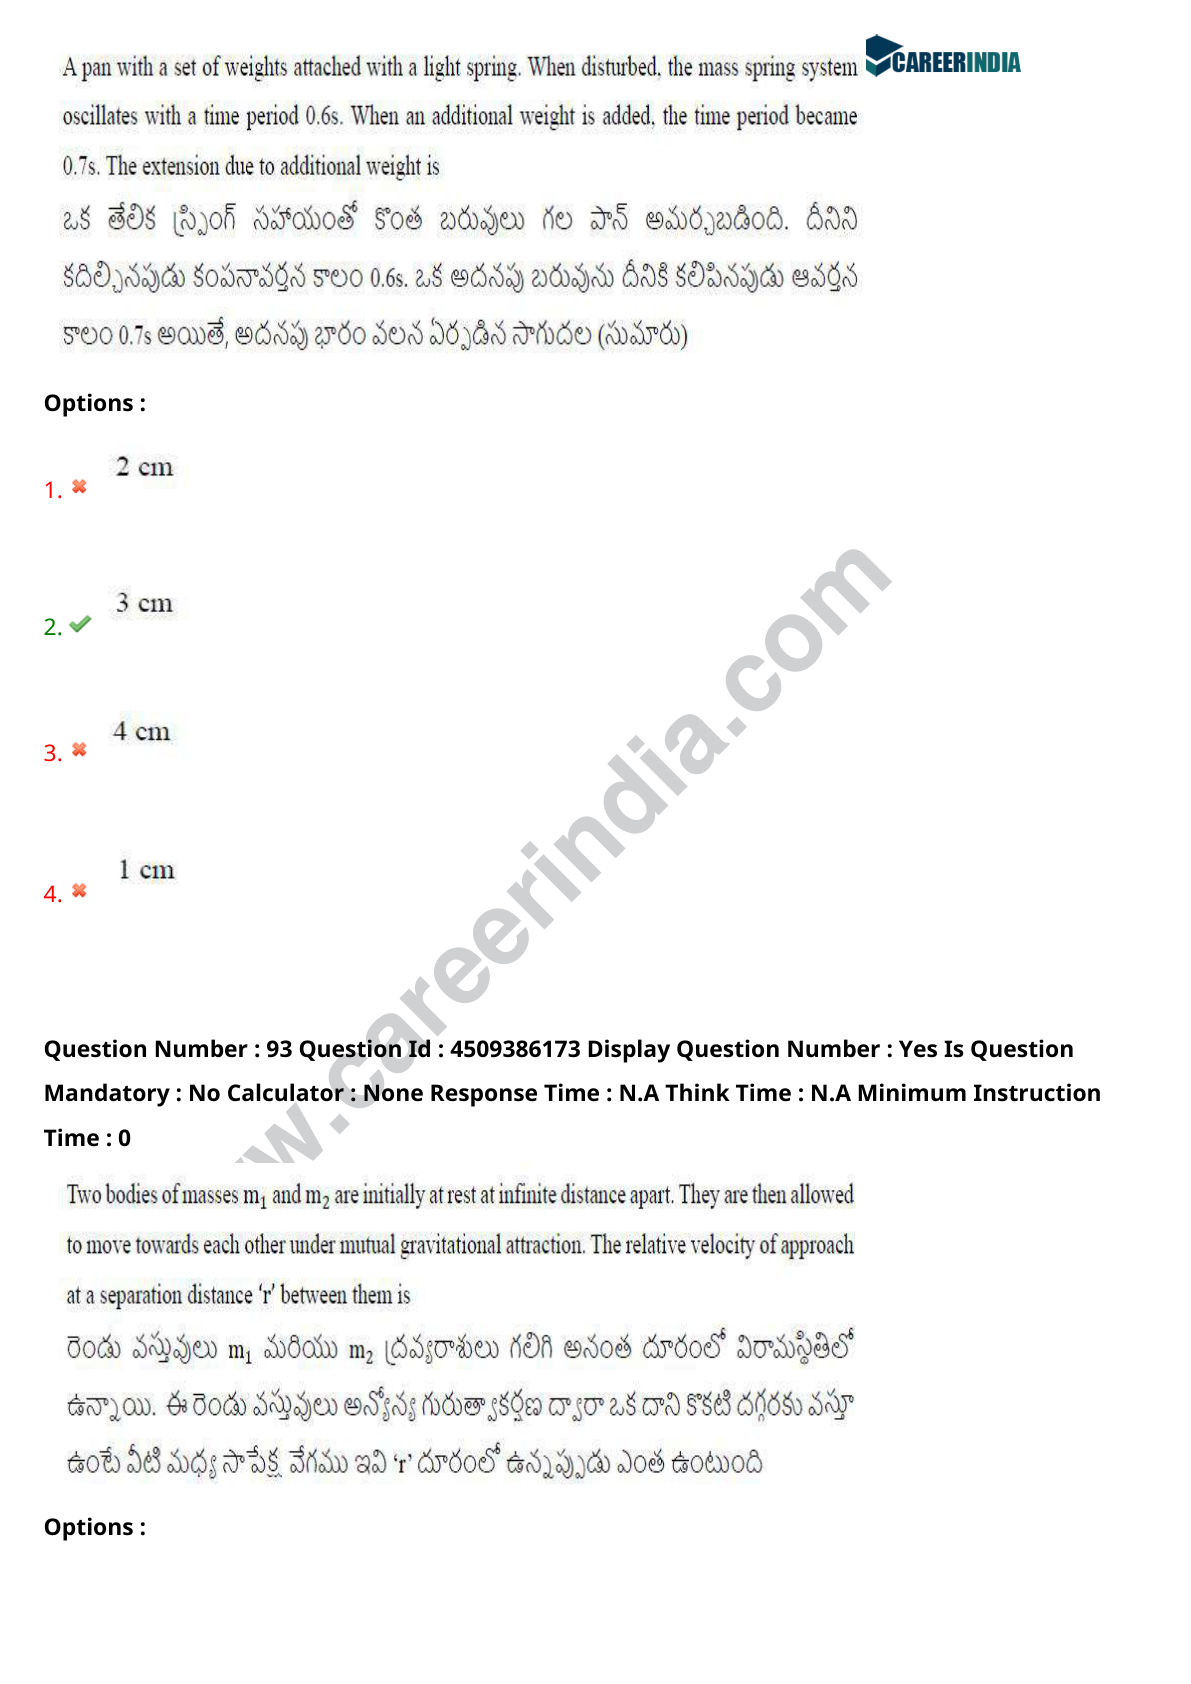 CAREERINDIA
A pan with a set of weights attached with a light spring. When disturbed, the mass spring system
oscillates with a time period 0.6s. When an additional weight is added, the time period became
0.7s. The extension due to additional weight is
ఒక తేలిక స్ప్రింగ్ సహాయంతో కొంత బరువులు గల పాన్ అమర్చబడింది. దీనిని
కదిల్చినపుడు కంపనావర్తన కాలం 0.6s. ఒక అదనపు బరువును దీనికి కలిపినపుడు ఆవర్తన
కాలం 0.7s అయితే, అదనపు భారం వలన ఏర్పడిన సాగుదల (సుమారు)
Options :
2 cm
1.
3 cm
2.
4 cm
3.
1 cm
4.
w.careerindia.com
Question Number : 93 Question Id : 4509386173 Display Question Number : Yes Is Question
Mandatory : No Calculator : None Response Time : N.A Think Time : N.A Minimum Instruction
Time : 0
Two bodies of masses m₁ and m₂ are initially at rest at infinite distance apart. They are then allowed
to move towards each other under mutual gravitational attraction. The relative velocity of approach
at a separation distance ‘r’ between them is
రెండు వస్తువులు m₁ మరియు m₂ ద్రవ్యరాశులు గలిగి అనంత దూరంలో విరామస్థితిలో
ఉన్నాయి. ఈ రెండు వస్తువులు అన్యోన్య గురుత్వాకర్షణ ద్వారా ఒక దాని కొకటి దగ్గరకు వస్తూ
ఉంటే వీటి మధ్య సాపేక్ష వేగము ఇవి ‘r’ దూరంలో ఉన్నప్పుడు ఎంత ఉంటుంది
Options :